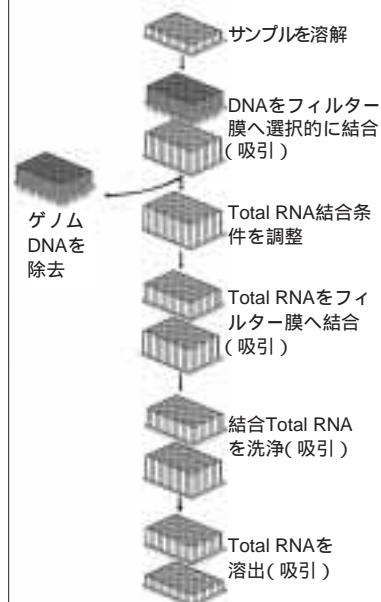 サンプルを溶解
DNAをフィルター
膜へ選択的に結合
(吸引)
ゲノム
DNAを
除去
Total RNA結合条
件を調整
Total RNAをフィ
ルター膜へ結合
(吸引)
結合Total RNA
を洗浄(吸引)
Total RNAを
溶出(吸引)